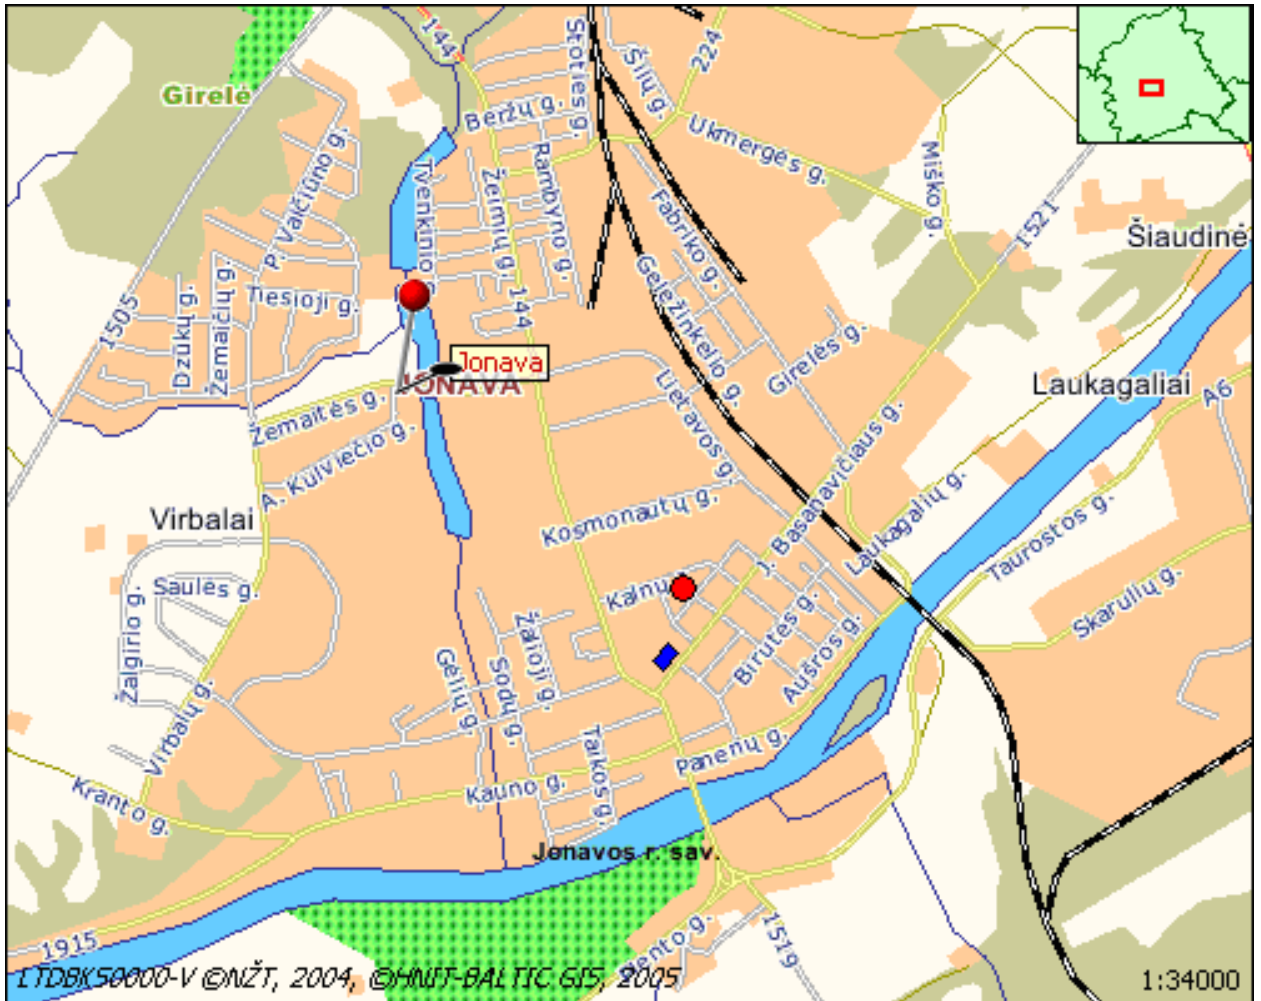 144
Stoties g.
Šilių g.
224
Girelė
Beržų g.
Ukmergės g.
Miško g.
P. Vaičiūno g.
Tvenkinio
Žeimių g.
Rambyno g.
Fabriko g.
1521
Šiaudinė
Dzūkų g.
Žemaičių g.
Tiesioji g.
1505
144
Geležinkelio g.
Girelės g.
Jonava
JONAVA
Laukagaliai
A6
Žemaitės g.
Lietavos g.
A. Kulviečio g.
J. Basanavičiaus g.
Virbalai
Kosmonautų g.
Laukagalių g.
Taurostos g.
Saulės g.
Kalnų
Skarulių g.
Žalgirio g.
Žalioji g.
Birutės g.
Aušros g.
Gėlių g.
Sodų g.
Virbalų g.
Taikos g.
Panerių g.
Kranto g.
Kauno g.
Jonavos r. sav.
1915
1519
LTDBK50000-V ©NŽT, 2004, ©HNIT-BALTIC GIS, 2005
1:34000